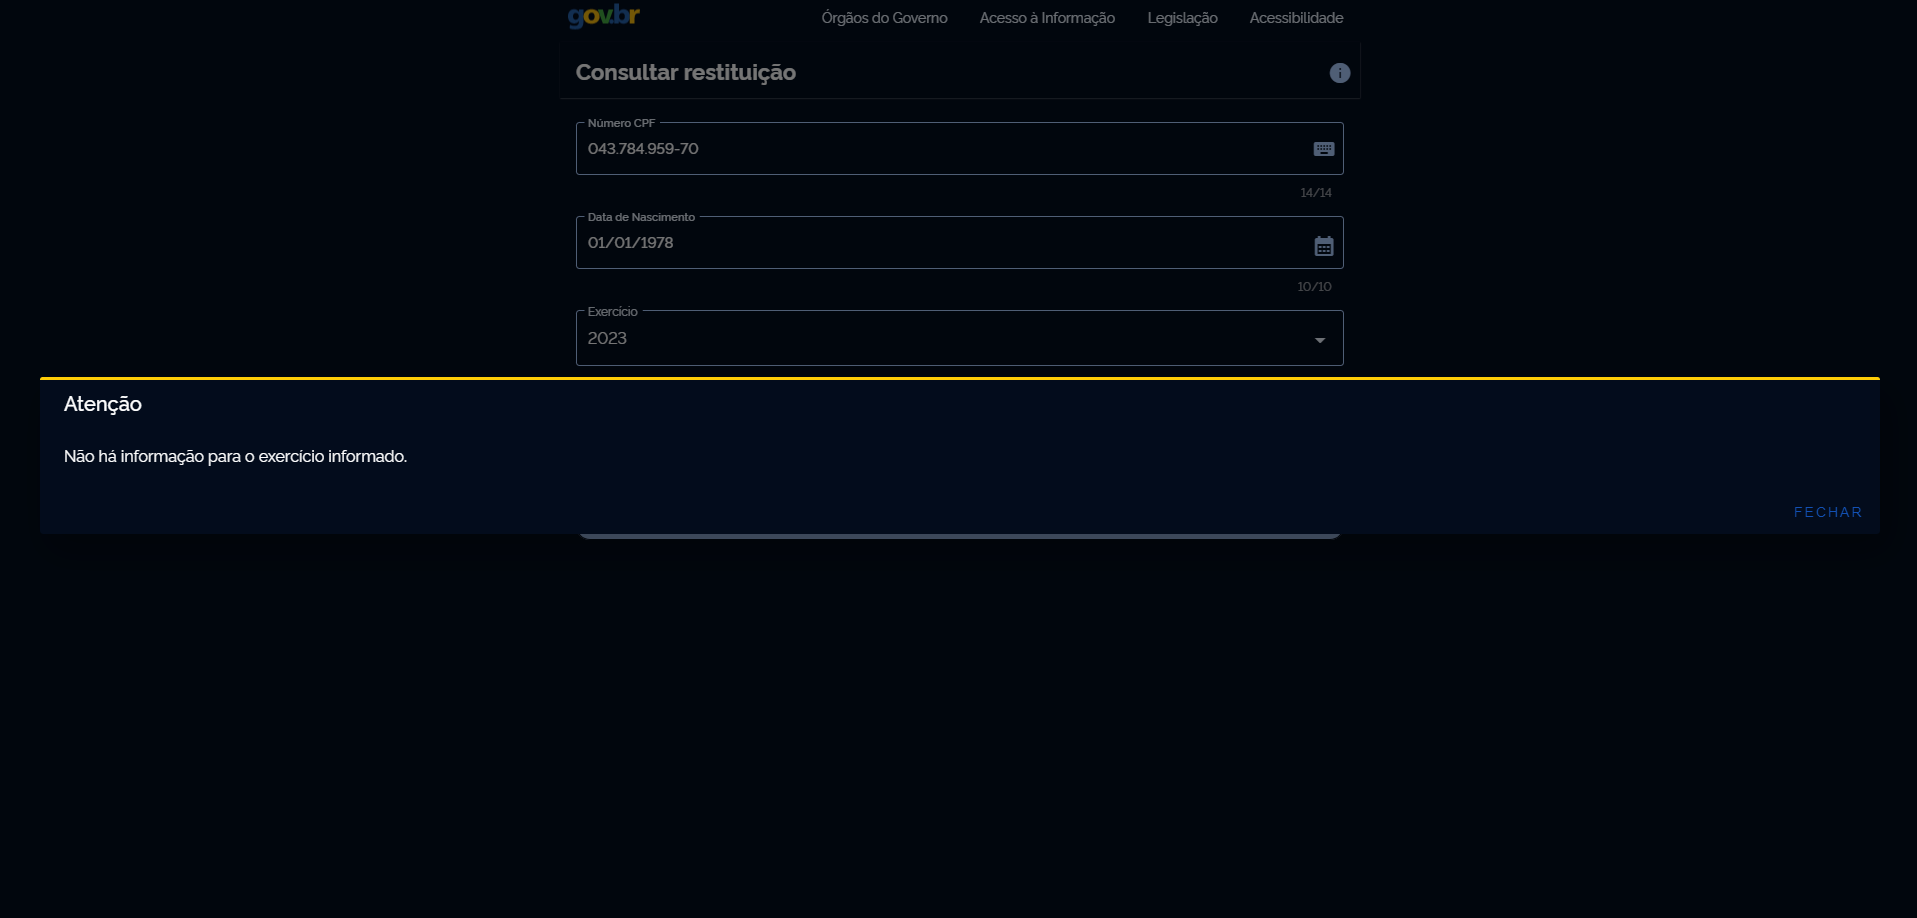 gov.br
Órgãos do Governo
Acesso à Informação
Legislação
Acessibilidade
Consultar restituição
Número CPF
043.784.959-70
14/14
Data de Nascimento
01/01/1978
10/10
Exercício
2023
Atenção
Não há informação para o exercício informado.
FECHAR